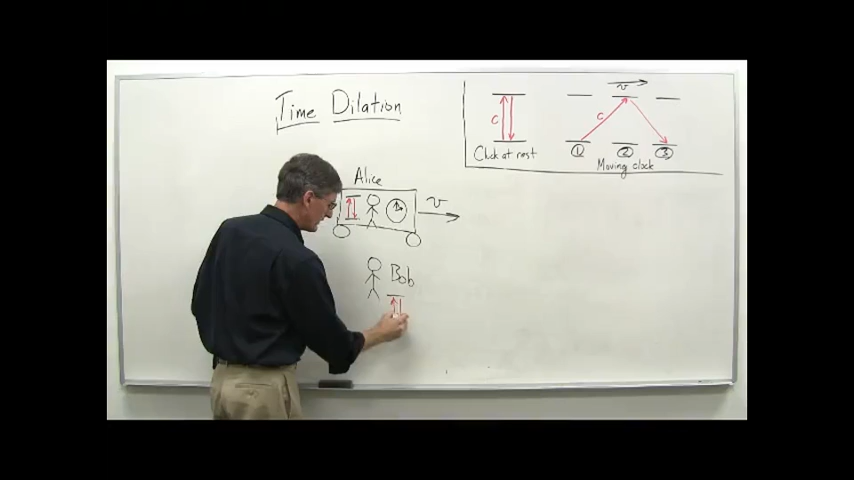 Time Dilation
v
c
c
Clock at rest
1 2 3
Moving clock
Alice
v
Bob